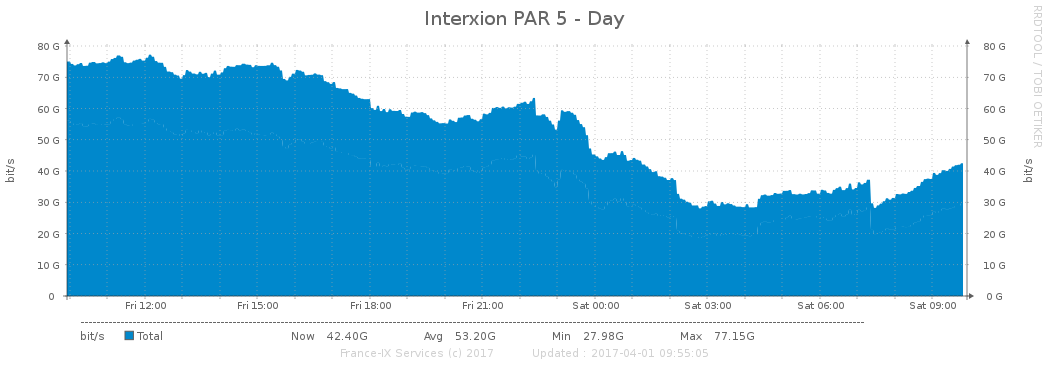 Interxion PAR 5 - Day
RRDTOOL / TOBI OETIKER
80 G 80 G
70 G 70 G
60 G 60 G
50 G 50 G
40 G 40 G
30 G 30 G
20 G 20 G
10 G 10 G
0 0 G
bit/s bit/s
Fri 12:00 Fri 15:00 Fri 18:00 Fri 21:00 Sat 00:00 Sat 03:00 Sat 06:00 Sat 09:00
bit/s Total Now 42.40G Avg 53.20G Min 27.98G Max 77.15G
France-IX Services (c) 2017 Updated : 2017-04-01 09:55:05